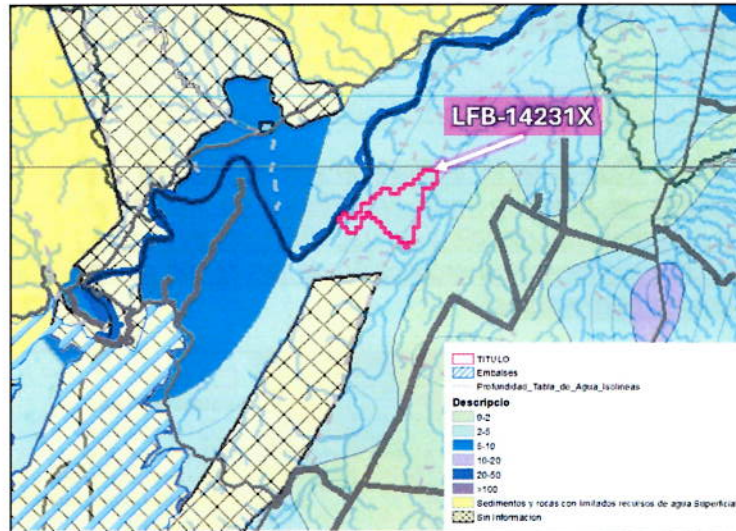 LFB-14231X
TITULO
Embalses
Profundidad_Tabla_de_Agua_Isolineas
Descripcio
0-2
2-5
5-10
10-20
20-50
>100
Sedimentos y rocas con limitados recursos de agua Superficial
Sin información